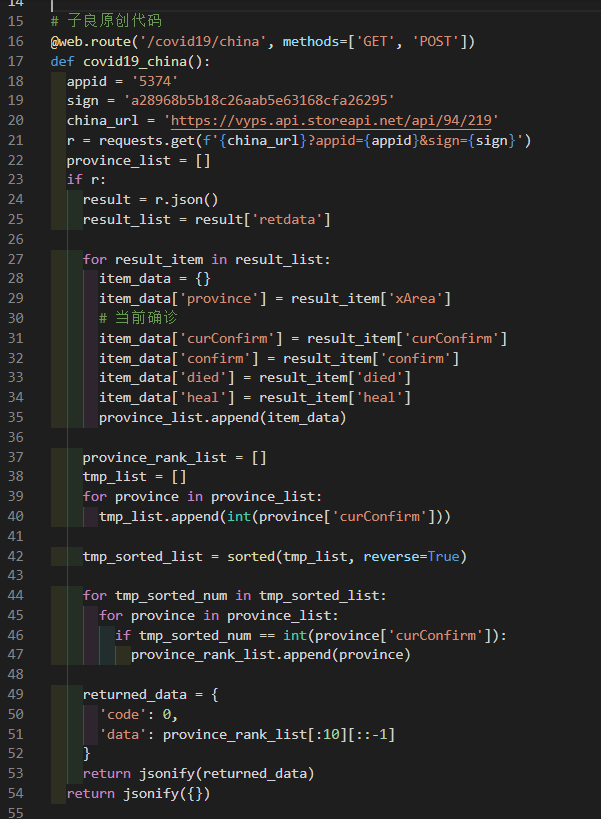 14
15 # 子良原创代码
16 @web.route('/covid19/china', methods=['GET', 'POST'])
17 def covid19_china():
18   appid = '5374'
19   sign = 'a28968b5b18c26aab5e63168cfa26295'
20   china_url = 'https://vyps.api.storeapi.net/api/94/219'
21   r = requests.get(f'{china_url}?appid={appid}&sign={sign}')
22   province_list = []
23   if r:
24     result = r.json()
25     result_list = result['retdata']
26
27     for result_item in result_list:
28       item_data = {}
29       item_data['province'] = result_item['xArea']
30       # 当前确诊
31       item_data['curConfirm'] = result_item['curConfirm']
32       item_data['confirm'] = result_item['confirm']
33       item_data['died'] = result_item['died']
34       item_data['heal'] = result_item['heal']
35       province_list.append(item_data)
36
37     province_rank_list = []
38     tmp_list = []
39     for province in province_list:
40       tmp_list.append(int(province['curConfirm']))
41
42     tmp_sorted_list = sorted(tmp_list, reverse=True)
43
44     for tmp_sorted_num in tmp_sorted_list:
45       for province in province_list:
46         if tmp_sorted_num == int(province['curConfirm']):
47           province_rank_list.append(province)
48
49     returned_data = {
50       'code': 0,
51       'data': province_rank_list[:10][::-1]
52     }
53     return jsonify(returned_data)
54   return jsonify({})
55